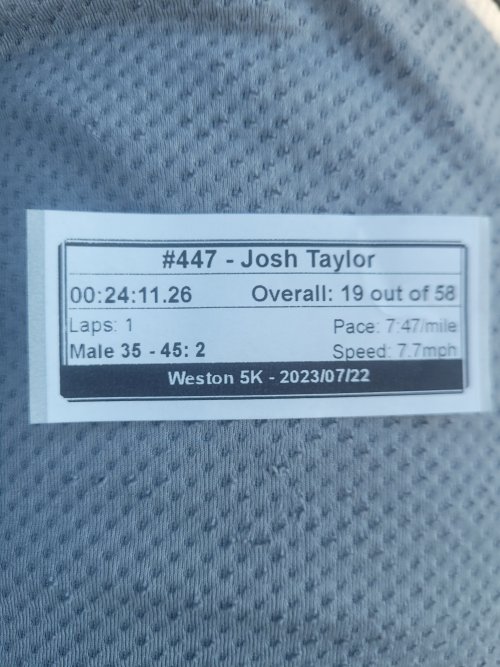 #447 - Josh Taylor
00:24:11.26 Overall: 19 out of 58
Laps: 1 Pace: 7:47/mile
Male 35 - 45: 2 Speed: 7.7mph
Weston 5K - 2023/07/22